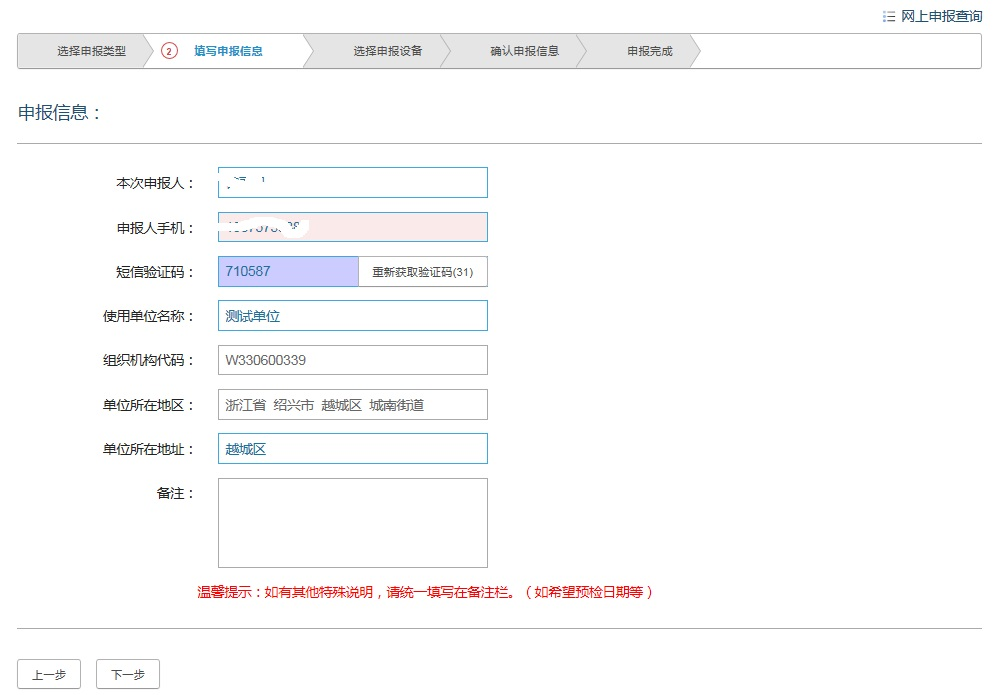 网上申报查询
选择申报类型 2 填写申报信息 选择申报设备 确认申报信息 申报完成
申报信息：
本次申报人：
申报人手机：
短信验证码： 710587 重新获取验证码(31)
使用单位名称： 测试单位
组织机构代码： W330600339
单位所在地区： 浙江省 绍兴市 越城区 城南街道
单位所在地址： 越城区
备注：
温馨提示：如有其他特殊说明，请统一填写在备注栏。（如希望预检日期等）
上一步 下一步